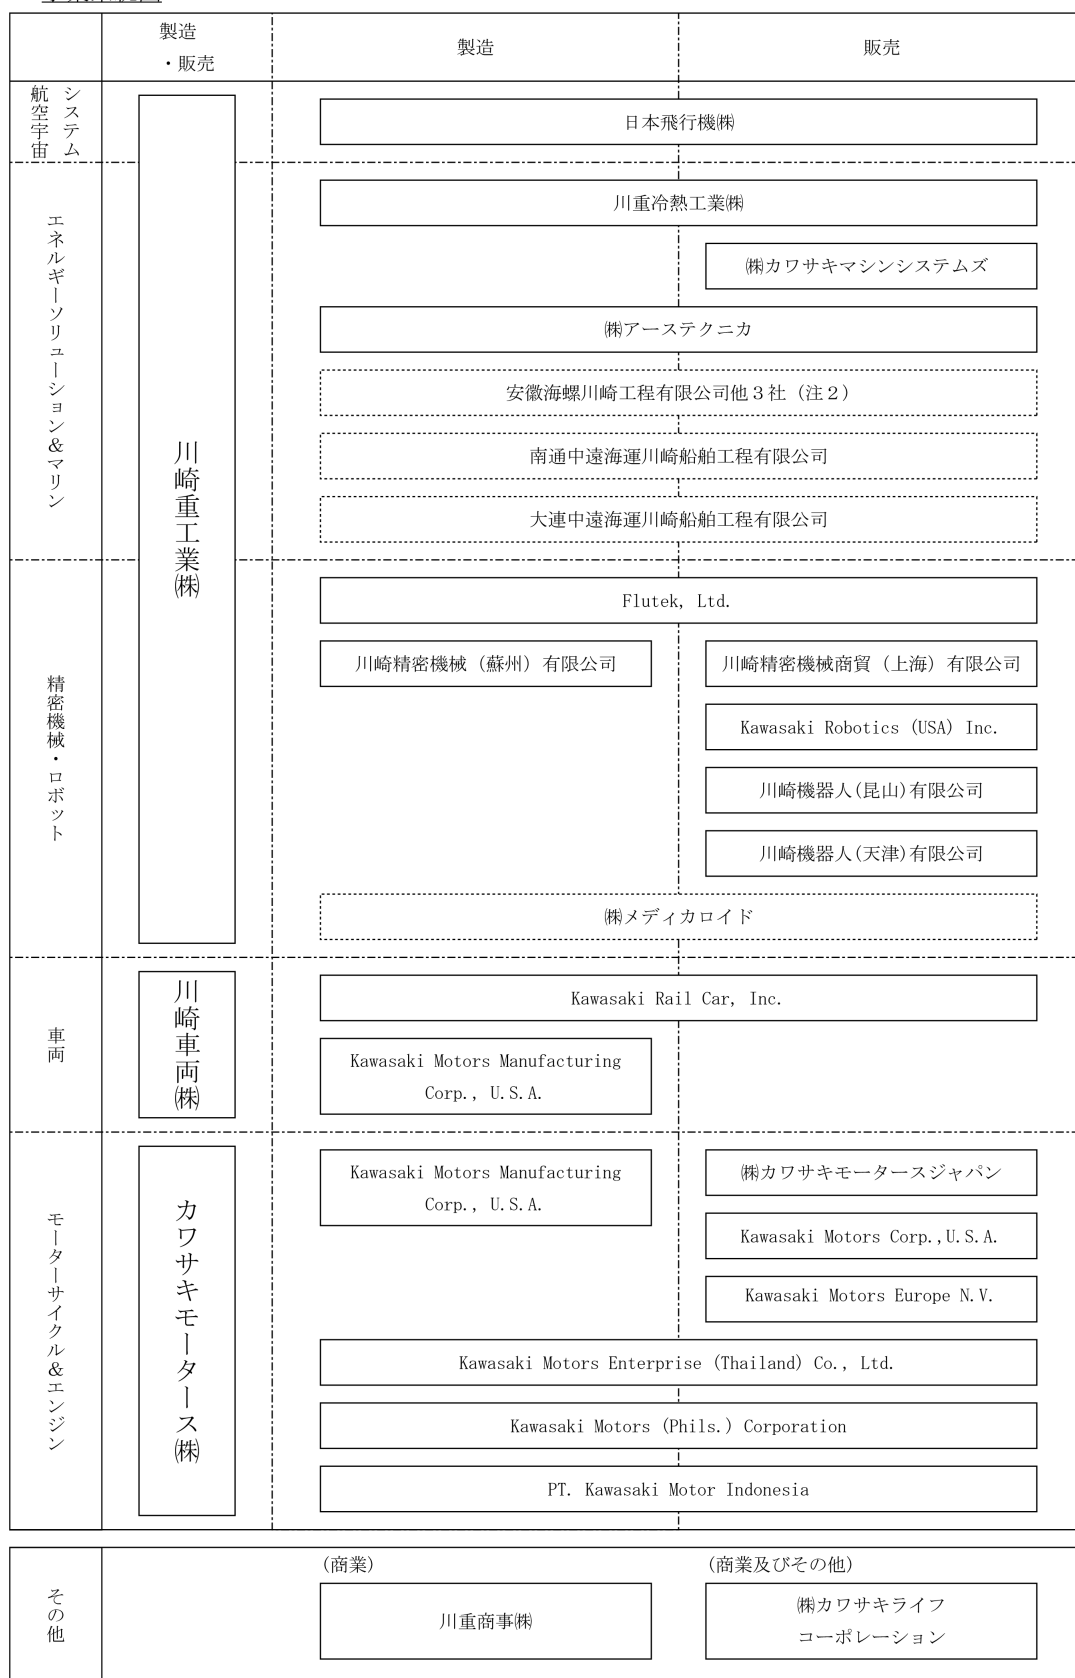 製造
・販売
製造
販売
航空宇宙
システム
日本飛行機㈱
エネルギーソリューション&マリン
川崎重工業㈱
川重冷熱工業㈱
㈱カワサキマシンシステムズ
㈱アーステクニカ
安徽海螺川崎工程有限公司他3社（注2）
南通中遠海運川崎船舶工程有限公司
大連中遠海運川崎船舶工程有限公司
精密機械・ロボット
Flutek, Ltd.
川崎精密機械（蘇州）有限公司
川崎精密機械商貿（上海）有限公司
Kawasaki Robotics (USA) Inc.
川崎機器人(昆山)有限公司
川崎機器人(天津)有限公司
㈱メディカロイド
車両
川崎車両㈱
Kawasaki Rail Car, Inc.
Kawasaki Motors Manufacturing
Corp., U.S.A.
モーターサイクル&エンジン
カワサキモータース㈱
Kawasaki Motors Manufacturing
Corp., U.S.A.
㈱カワサキモータースジャパン
Kawasaki Motors Corp.,U.S.A.
Kawasaki Motors Europe N.V.
Kawasaki Motors Enterprise (Thailand) Co., Ltd.
Kawasaki Motors (Phils.) Corporation
PT. Kawasaki Motor Indonesia
その他
(商業)
川重商事㈱
(商業及びその他)
㈱カワサキライフ
コーポレーション